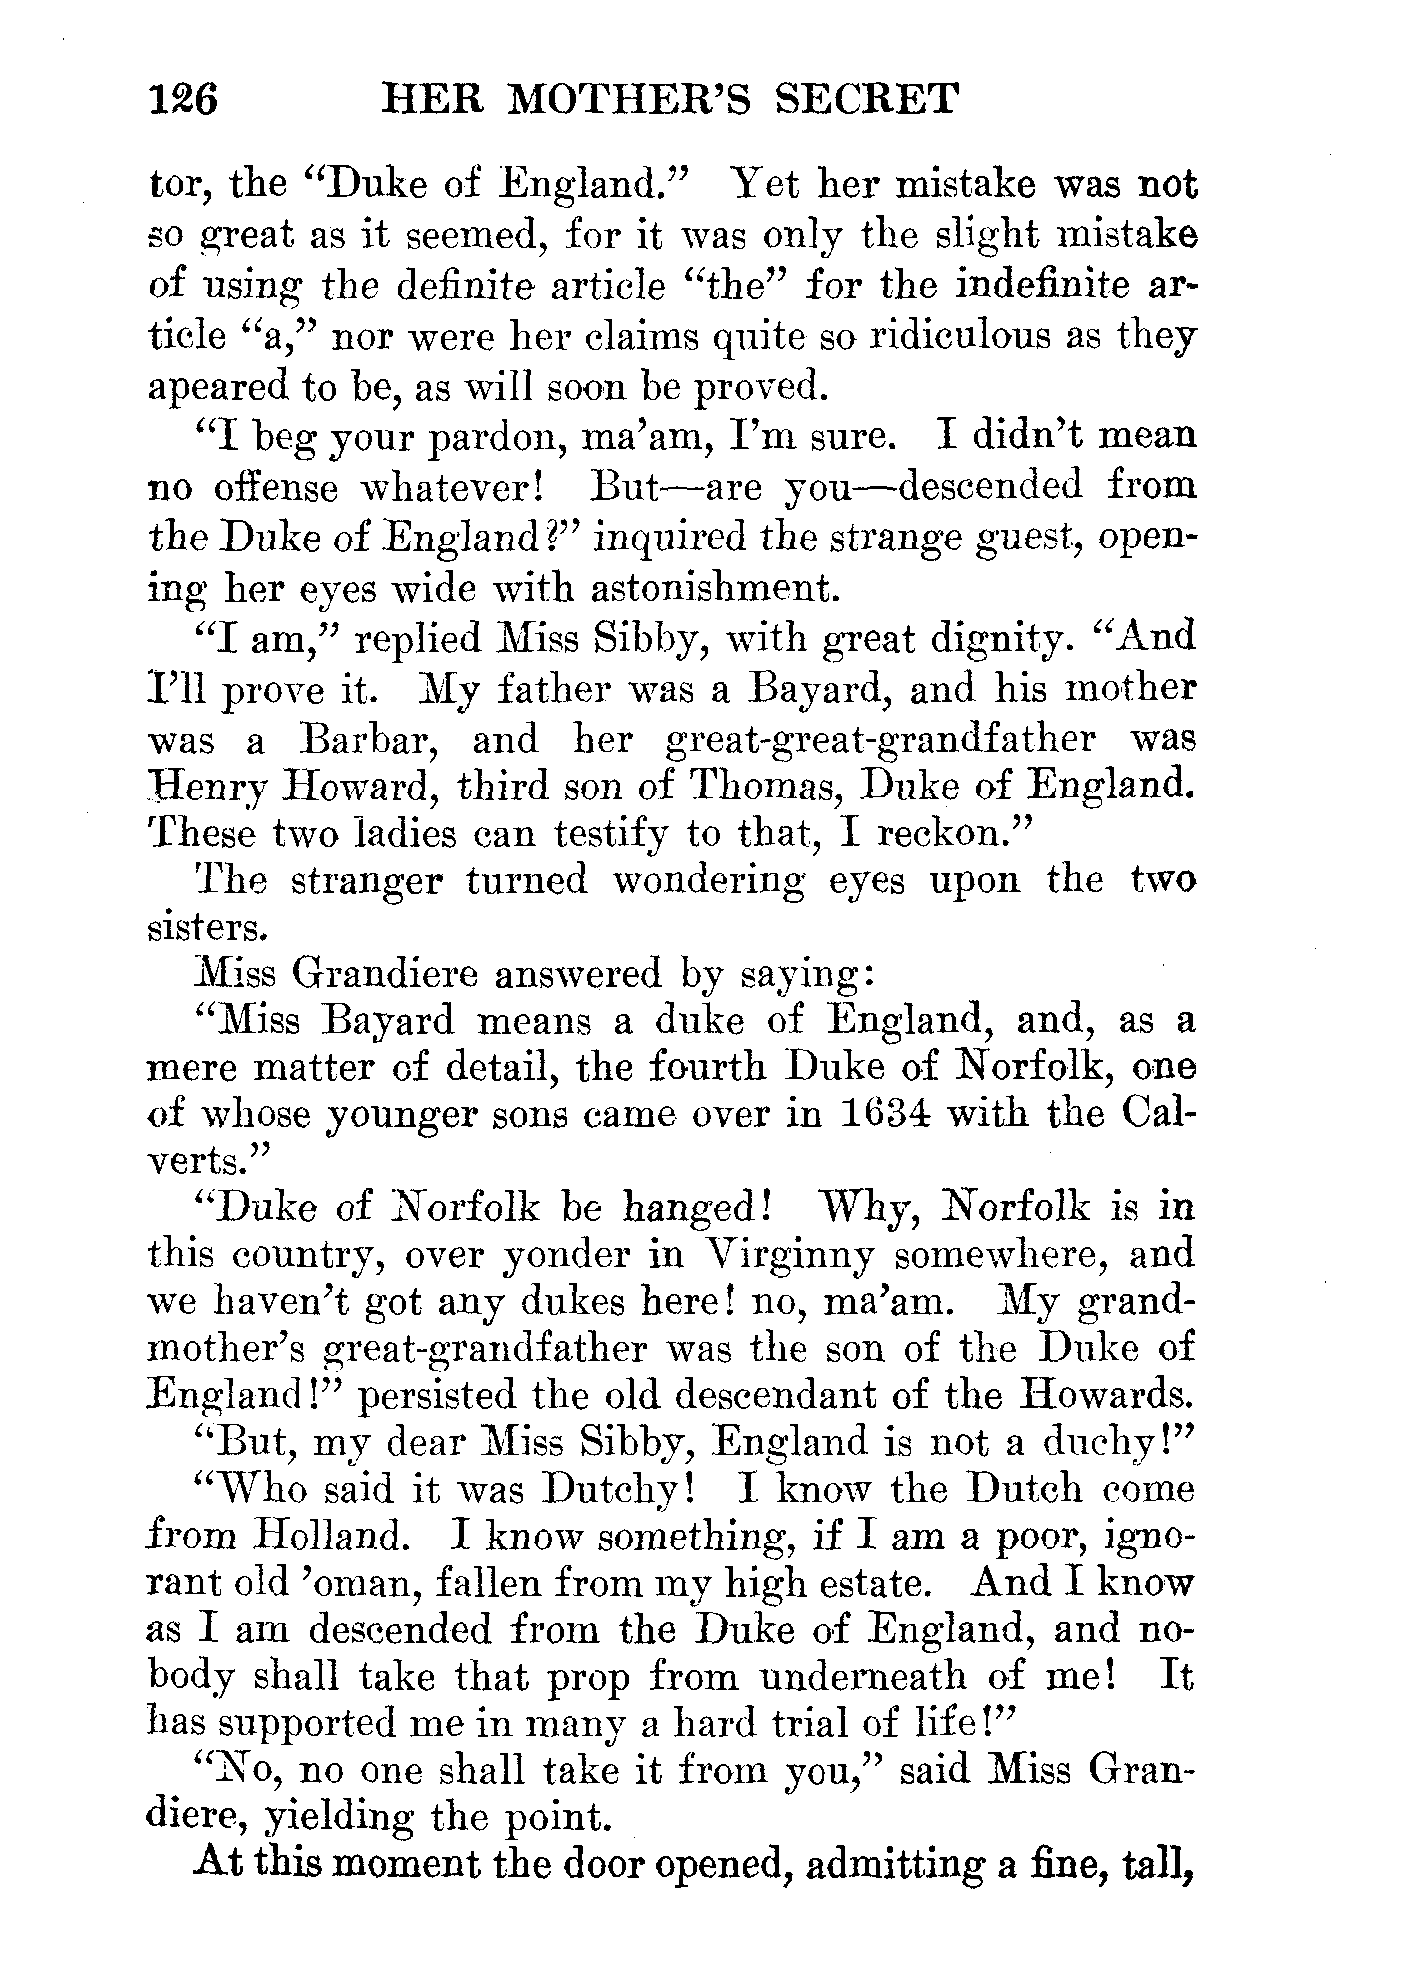 126 HER MOTHER'S SECRET
tor, the “Duke of England.” Yet her mistake was not
so great as it seemed, for it was only the slight mistake
of using the definite article “the” for the indefinite ar-
ticle “a,” nor were her claims quite so ridiculous as they
apeared to be, as will soon be proved.
“I beg your pardon, ma’am, I’m sure. I didn’t mean
no offense whatever! But—are you—descended from
the Duke of England?” inquired the strange guest, open-
ing her eyes wide with astonishment.
“I am,” replied Miss Sibby, with great dignity. “And
I’ll prove it. My father was a Bayard, and his mother
was a Barbar, and her great-great-grandfather was
Henry Howard, third son of Thomas, Duke of England.
These two ladies can testify to that, I reckon.”
The stranger turned wondering eyes upon the two
sisters.
Miss Grandiere answered by saying:
“Miss Bayard means a duke of England, and, as a
mere matter of detail, the fourth Duke of Norfolk, one
of whose younger sons came over in 1634 with the Cal-
verts.”
“Duke of Norfolk be hanged! Why, Norfolk is in
this country, over yonder in Virginny somewhere, and
we haven’t got any dukes here! no, ma’am. My grand-
mother’s great-grandfather was the son of the Duke of
England!” persisted the old descendant of the Howards.
“But, my dear Miss Sibby, England is not a duchy!”
“Who said it was Dutchy! I know the Dutch come
from Holland. I know something, if I am a poor, igno-
rant old ’oman, fallen from my high estate. And I know
as I am descended from the Duke of England, and no-
body shall take that prop from underneath of me! It
has supported me in many a hard trial of life!”
“No, no one shall take it from you,” said Miss Gran-
diere, yielding the point.
At this moment the door opened, admitting a fine, tall,